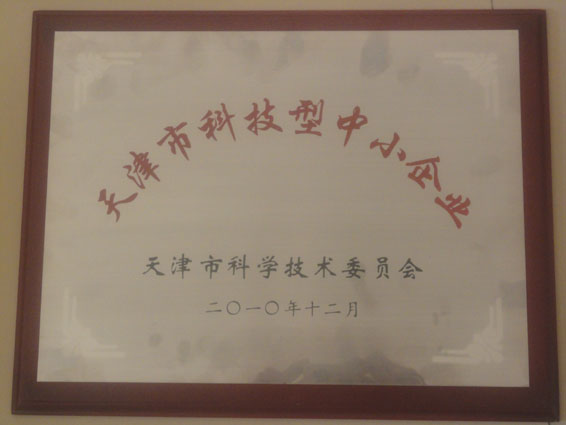 天津市科技型中小企业
天津市科学技术委员会
二〇一〇年十二月